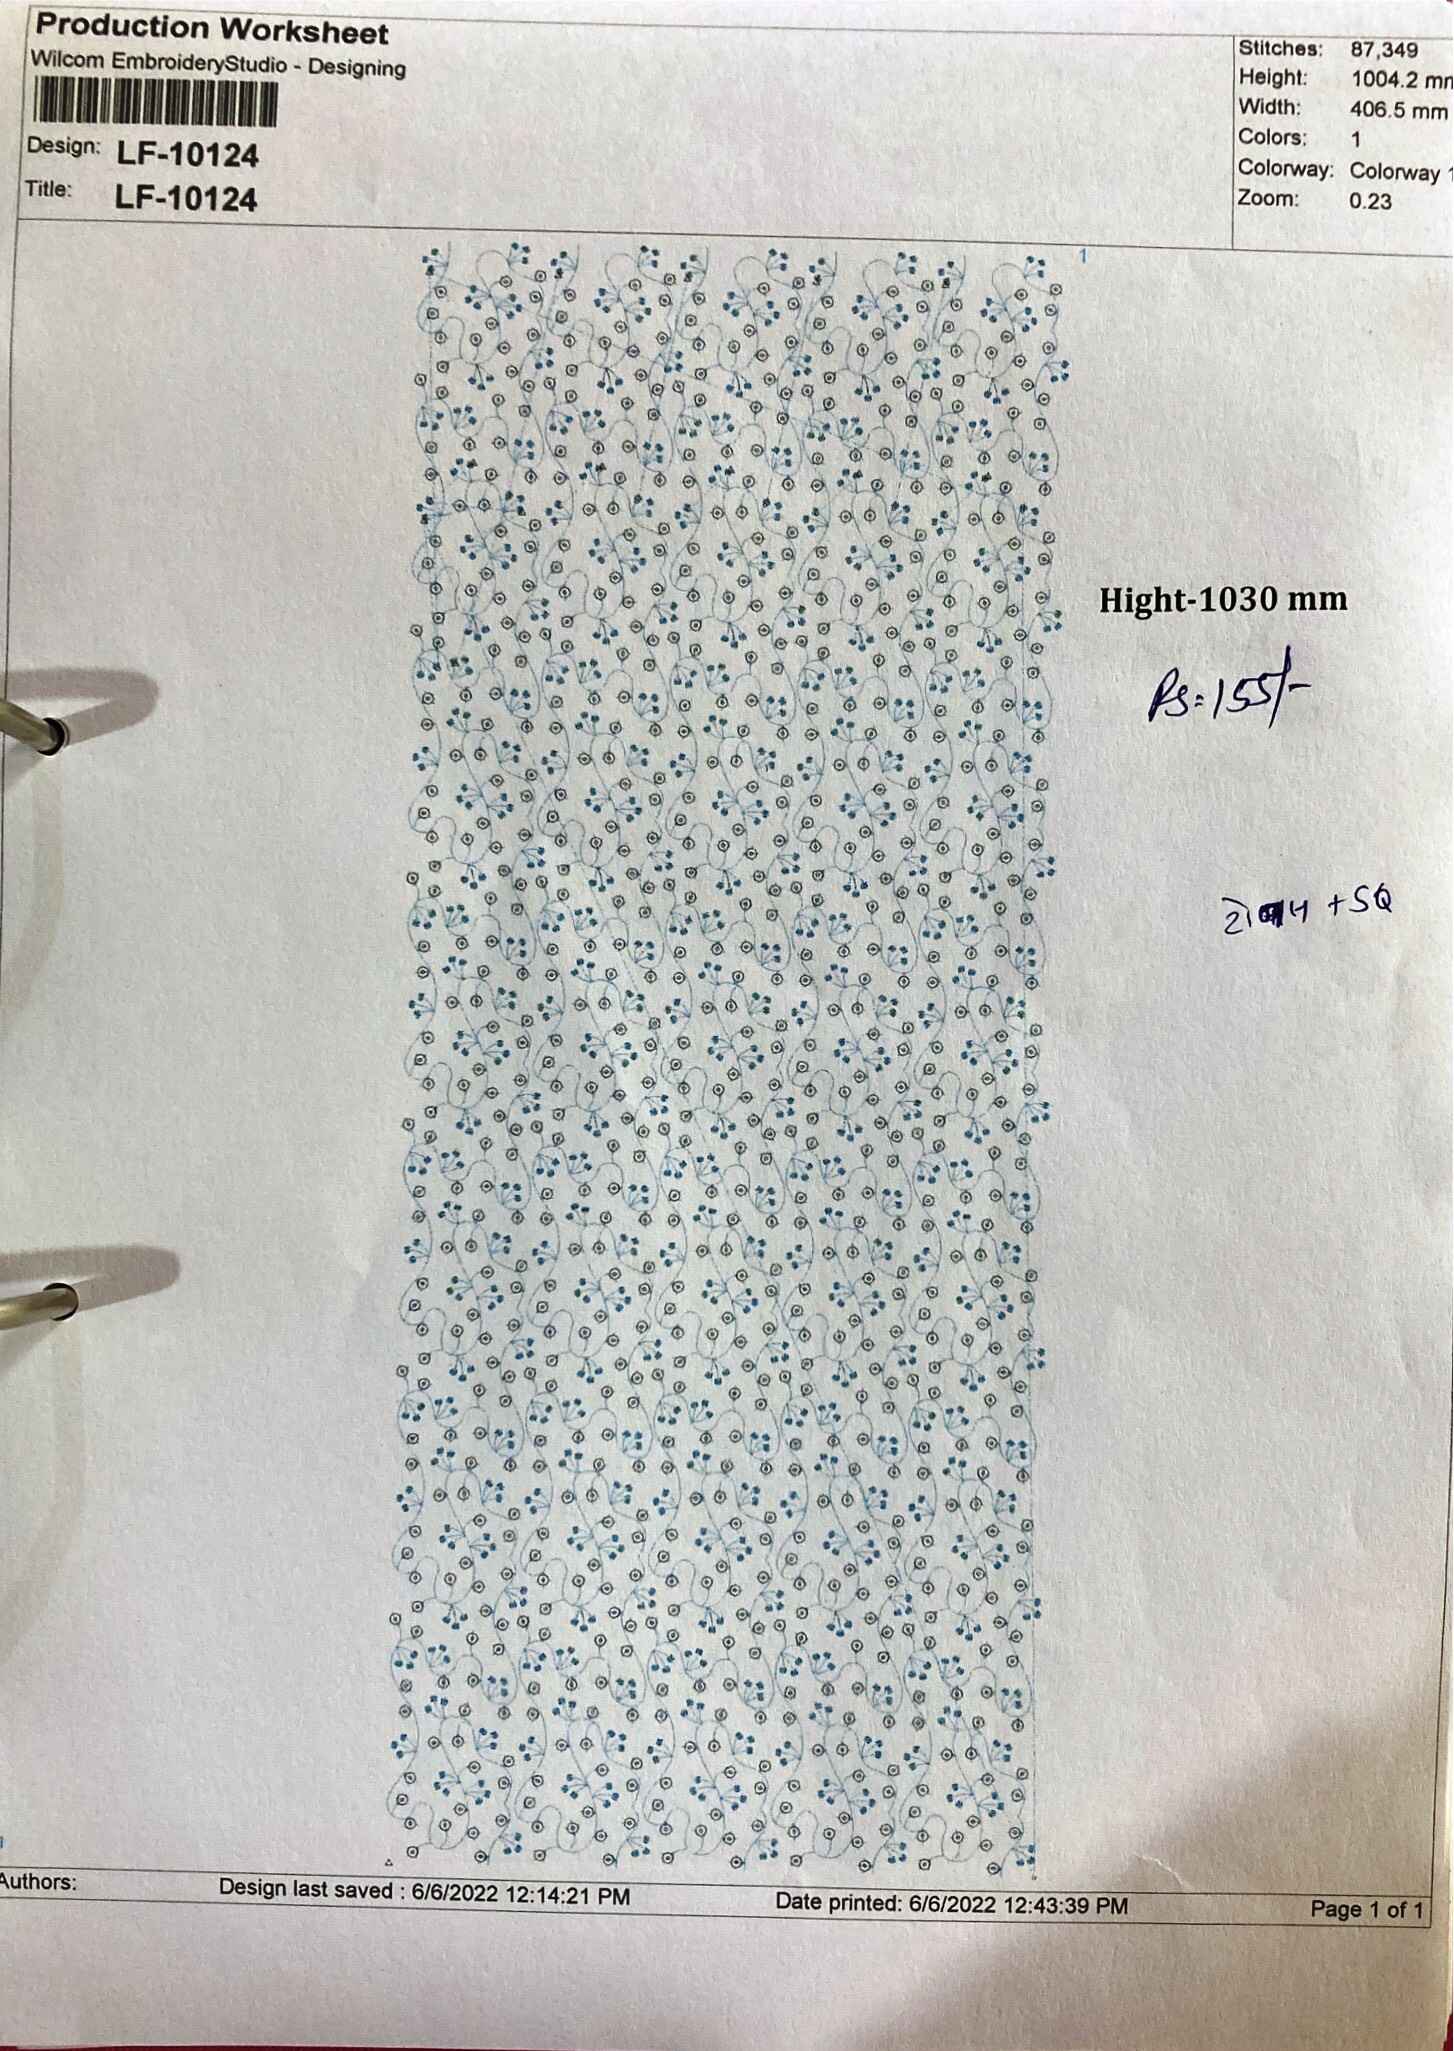 Production Worksheet
Wilcom EmbroideryStudio - Designing
Design: LF-10124
Title: LF-10124
Stitches: 87,349
Height: 1004.2 mm
Width: 406.5 mm
Colors: 1
Colorway: Colorway 1
Zoom: 0.23
1
Hight-1030 mm
Rs=155/-
+SQ
1
Authors:
Design last saved : 6/6/2022 12:14:21 PM
Date printed: 6/6/2022 12:43:39 PM
Page 1 of 1